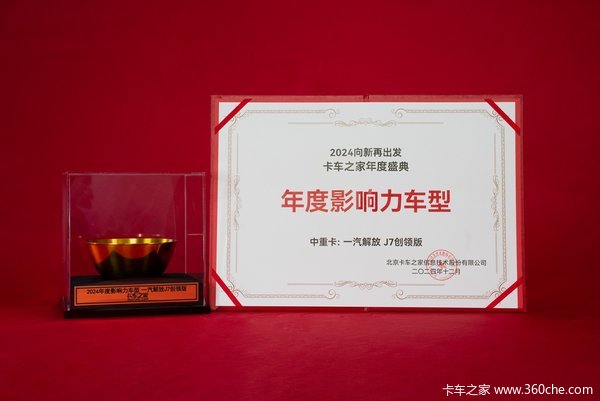 2024向新再出发
卡车之家年度盛典
年度影响力车型
中重卡: 一汽解放 J7创领版
北京卡车之家信息技术股份有限公司
二〇二四年十二月
2024年度影响力车型 一汽解放J7创领版
卡车之家
卡车之家 www.360che.com